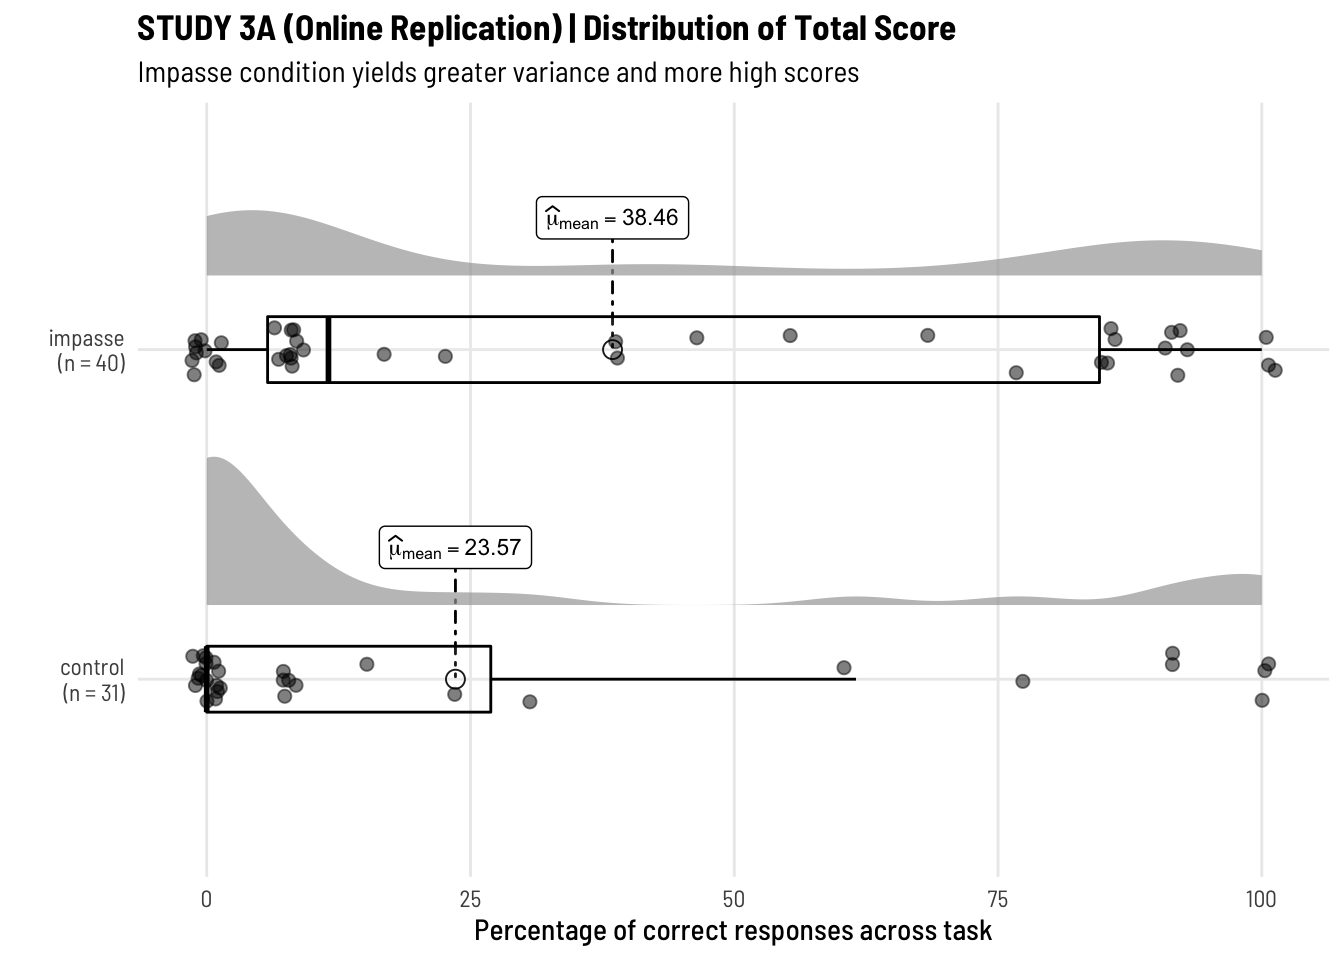 STUDY 3A (Online Replication) | Distribution of Total Score
Impasse condition yields greater variance and more high scores
μ̂mean = 38.46
impasse
(n = 40)
μ̂mean = 23.57
control
(n = 31)
0 25 50 75 100
Percentage of correct responses across task